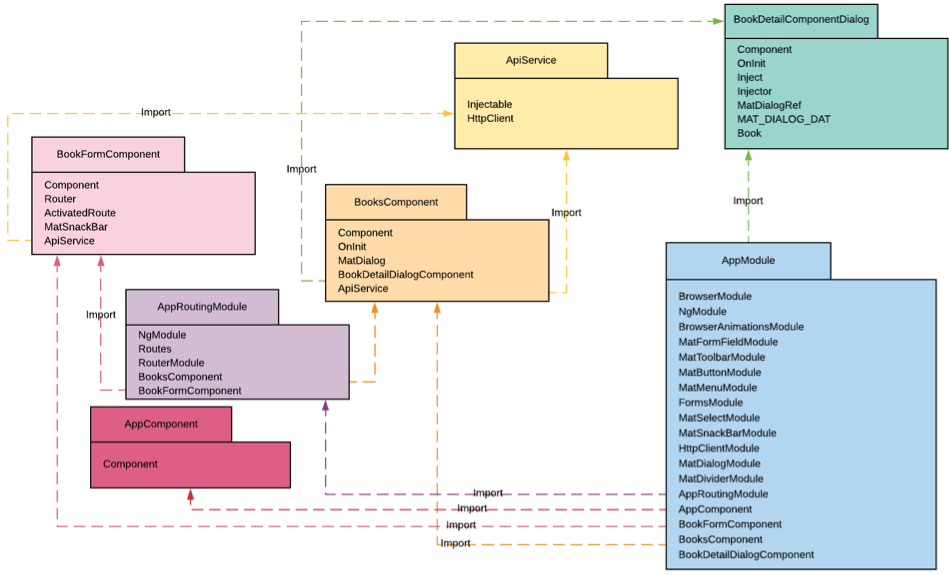 BookDetailComponentDialog
Component
OnInit
Inject
Injector
MatDialogRef
MAT_DIALOG_DAT
Book
ApiService
Injectable
HttpClient
Import
BookFormComponent
Component
Router
ActivatedRoute
MatSnackBar
ApiService
Import
BooksComponent
Component
OnInit
MatDialog
BookDetailDialogComponent
ApiService
Import
Import
AppModule
BrowserModule
NgModule
BrowserAnimationsModule
MatFormFieldModule
MatToolbarModule
MatButtonModule
MatMenuModule
FormsModule
MatSelectModule
MatSnackBarModule
HttpClientModule
MatDialogModule
MatDividerModule
AppRoutingModule
AppComponent
BookFormComponent
BooksComponent
BookDetailDialogComponent
Import
AppRoutingModule
NgModule
Routes
RouterModule
BooksComponent
BookFormComponent
AppComponent
Component
Import
Import
Import
Import